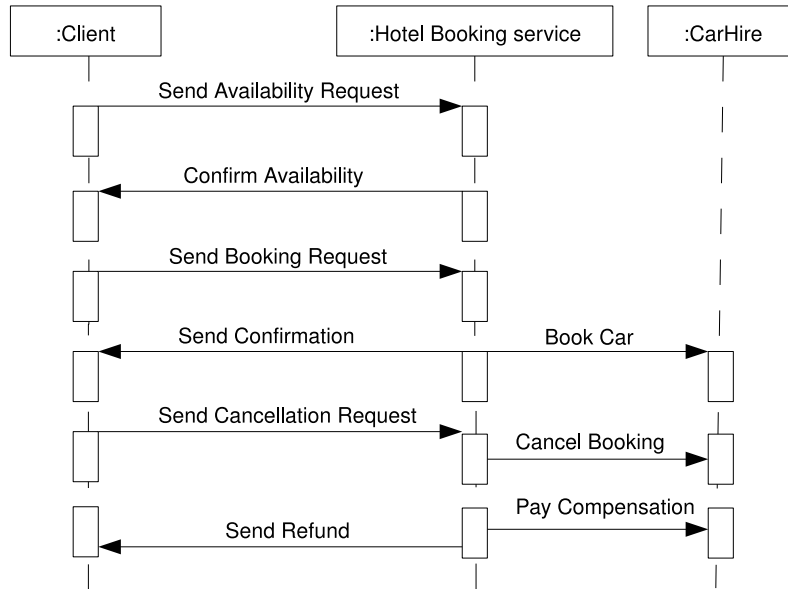 :Client
:Hotel Booking service
:CarHire
Send Availability Request
Confirm Availability
Send Booking Request
Send Confirmation
Book Car
Send Cancellation Request
Cancel Booking
Pay Compensation
Send Refund